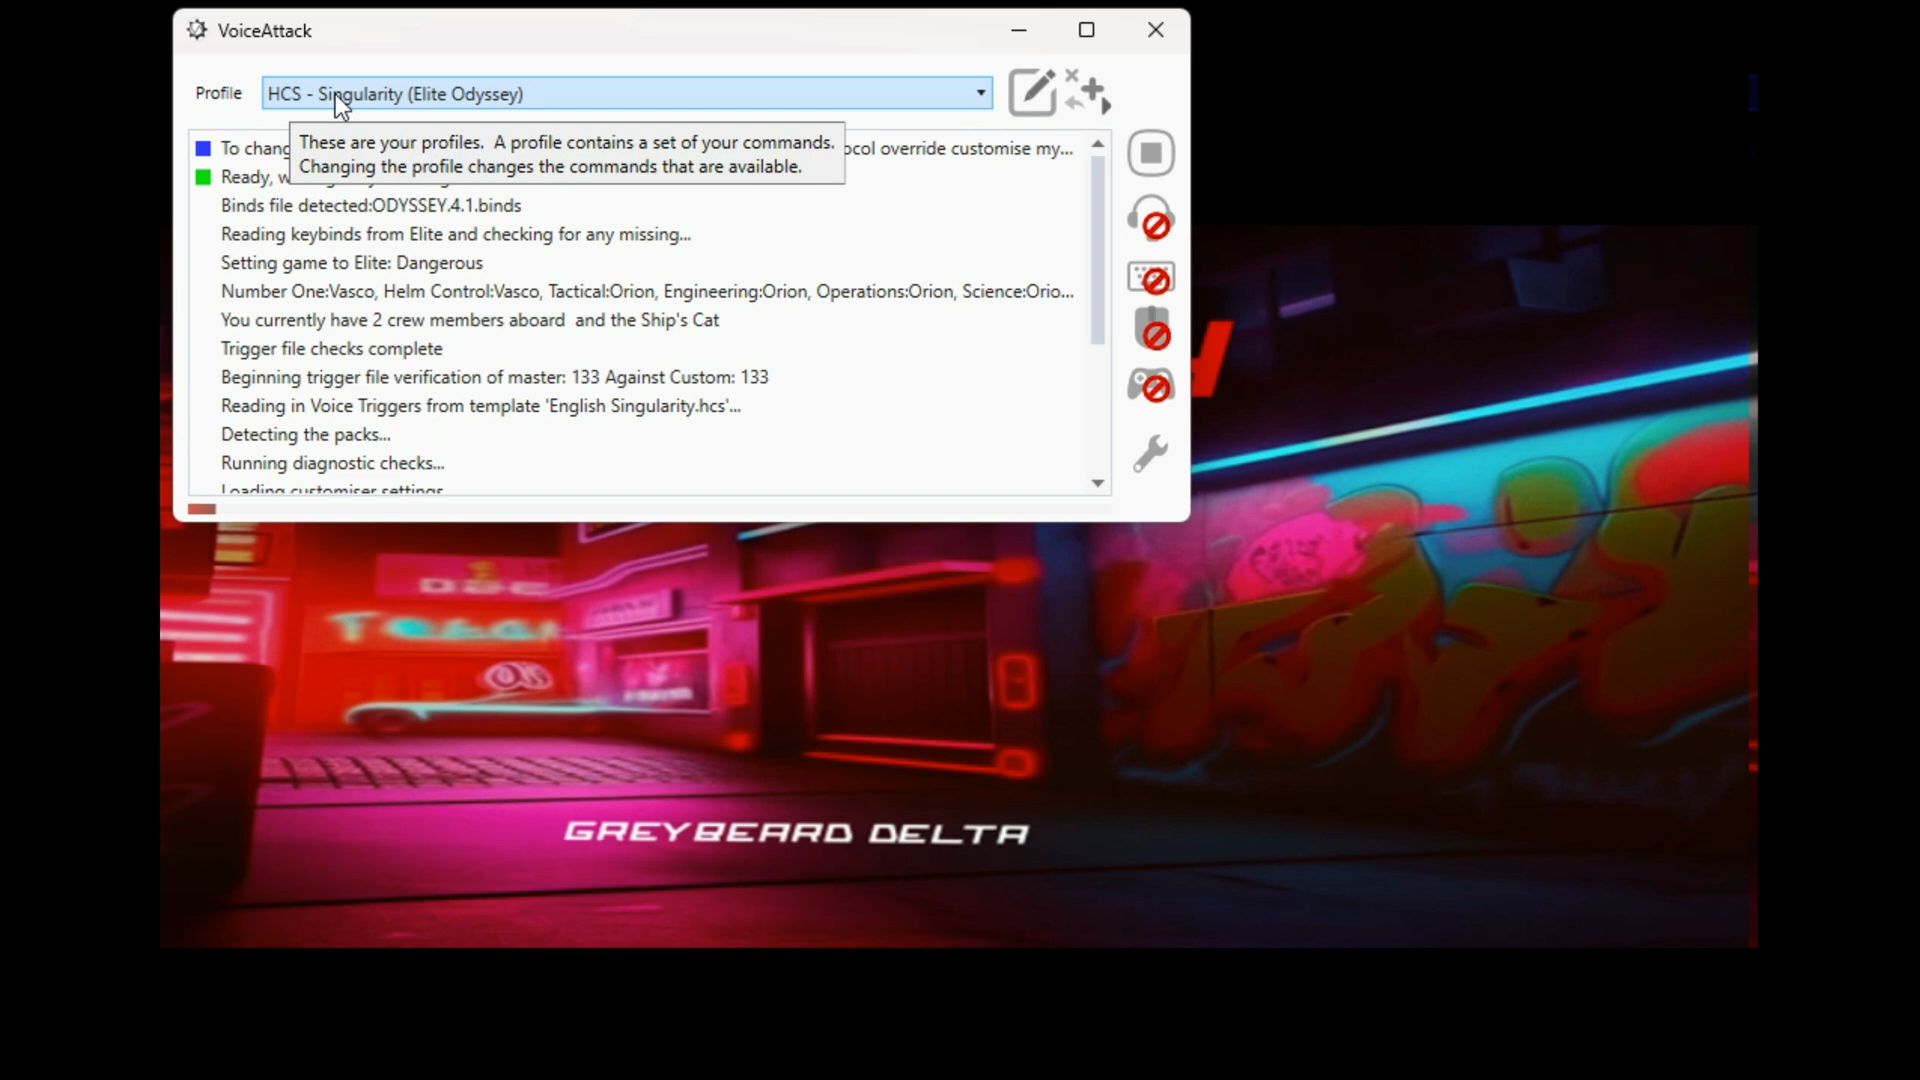 VoiceAttack
Profile
HCS - Singularity (Elite Odyssey)
These are your profiles. A profile contains a set of your commands.
Changing the profile changes the commands that are available.
To chang
ocol override customise my...
Ready, w
Binds file detected:ODYSSEY.4.1.binds
Reading keybinds from Elite and checking for any missing...
Setting game to Elite: Dangerous
Number One:Vasco, Helm Control:Vasco, Tactical:Orion, Engineering:Orion, Operations:Orion, Science:Orio...
You currently have 2 crew members aboard  and the Ship's Cat
Trigger file checks complete
Beginning trigger file verification of master: 133 Against Custom: 133
Reading in Voice Triggers from template 'English Singularity.hcs'...
Detecting the packs...
Running diagnostic checks...
Loading customiser settings
GREYBEARD DELTA